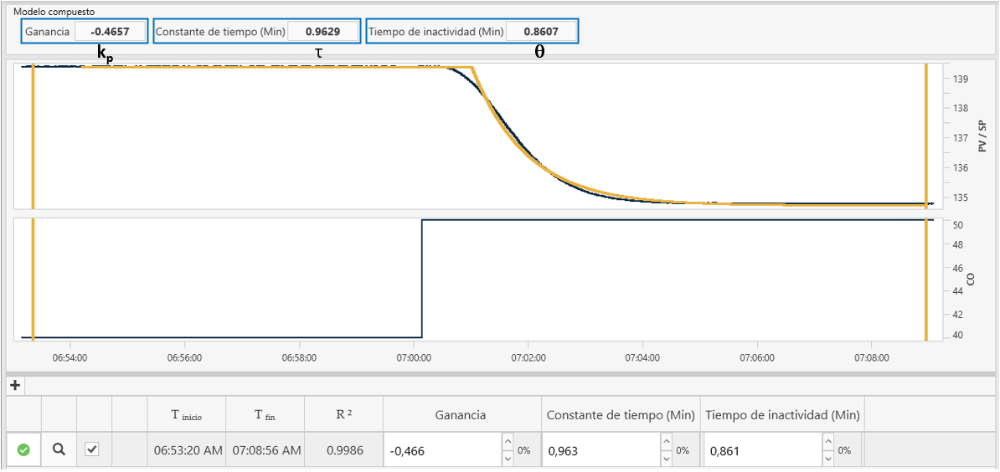 Modelo compuesto
Ganancia -0.4657 Constante de tiempo (Min) 0.9629 Tiempo de inactividad (Min) 0.8607
kp τ θ
139
138
137
136
135
PV / SP
50
48
46
44
42
40
CO
06:54:00 06:56:00 06:58:00 07:00:00 07:02:00 07:04:00 07:06:00 07:08:00
+
T inicio T fin R ² Ganancia Constante de tiempo (Min) Tiempo de inactividad (Min)
06:53:20 AM 07:08:56 AM 0.9986 -0,466 0% 0,963 0% 0,861 0%